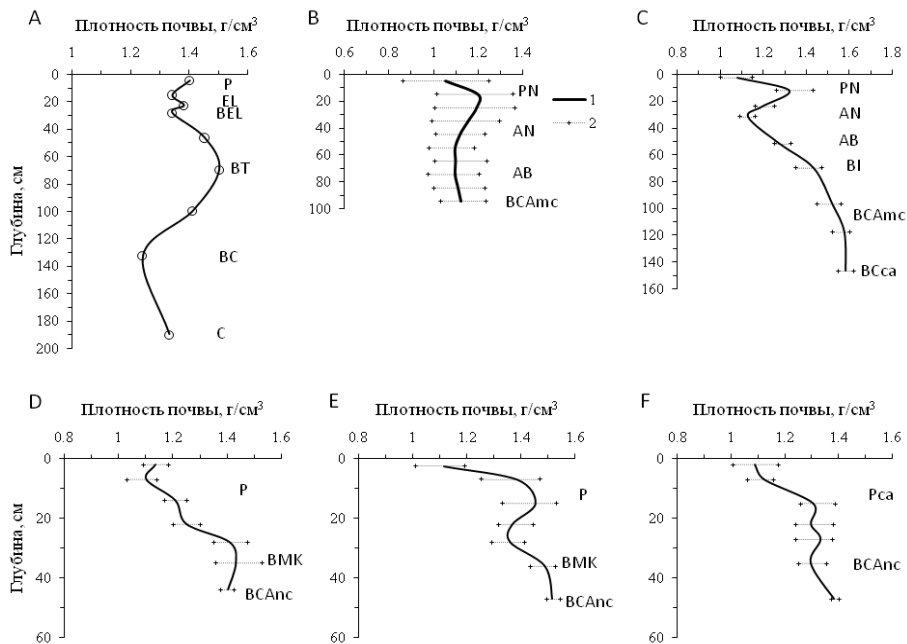 A
Плотность почвы, г/см³
1 1.2 1.4 1.6 1.8
Глубина, см
0
20
40
60
80
100
120
140
160
180
200
P
EL
BEL
BT
BC
C
B
Плотность почвы, г/см³
0.6 0.8 1 1.2 1.4
0
20
40
60
80
100
PN
AN
AB
BCAmc
1
2
C
Плотность почвы, г/см³
0.8 1 1.2 1.4 1.6 1.8
0
20
40
60
80
100
120
140
160
PN
AN
AB
BI
BCAmc
BCca
D
Плотность почвы, г/см³
0.8 1 1.2 1.4 1.6
Глубина, см
0
20
40
60
P
BMK
BCAnc
E
Плотность почвы, г/см³
0.8 1 1.2 1.4 1.6
0
20
40
60
P
BMK
BCAnc
F
Плотность почвы, г/см³
0.8 1 1.2 1.4 1.6
0
20
40
60
Pca
BCAnc